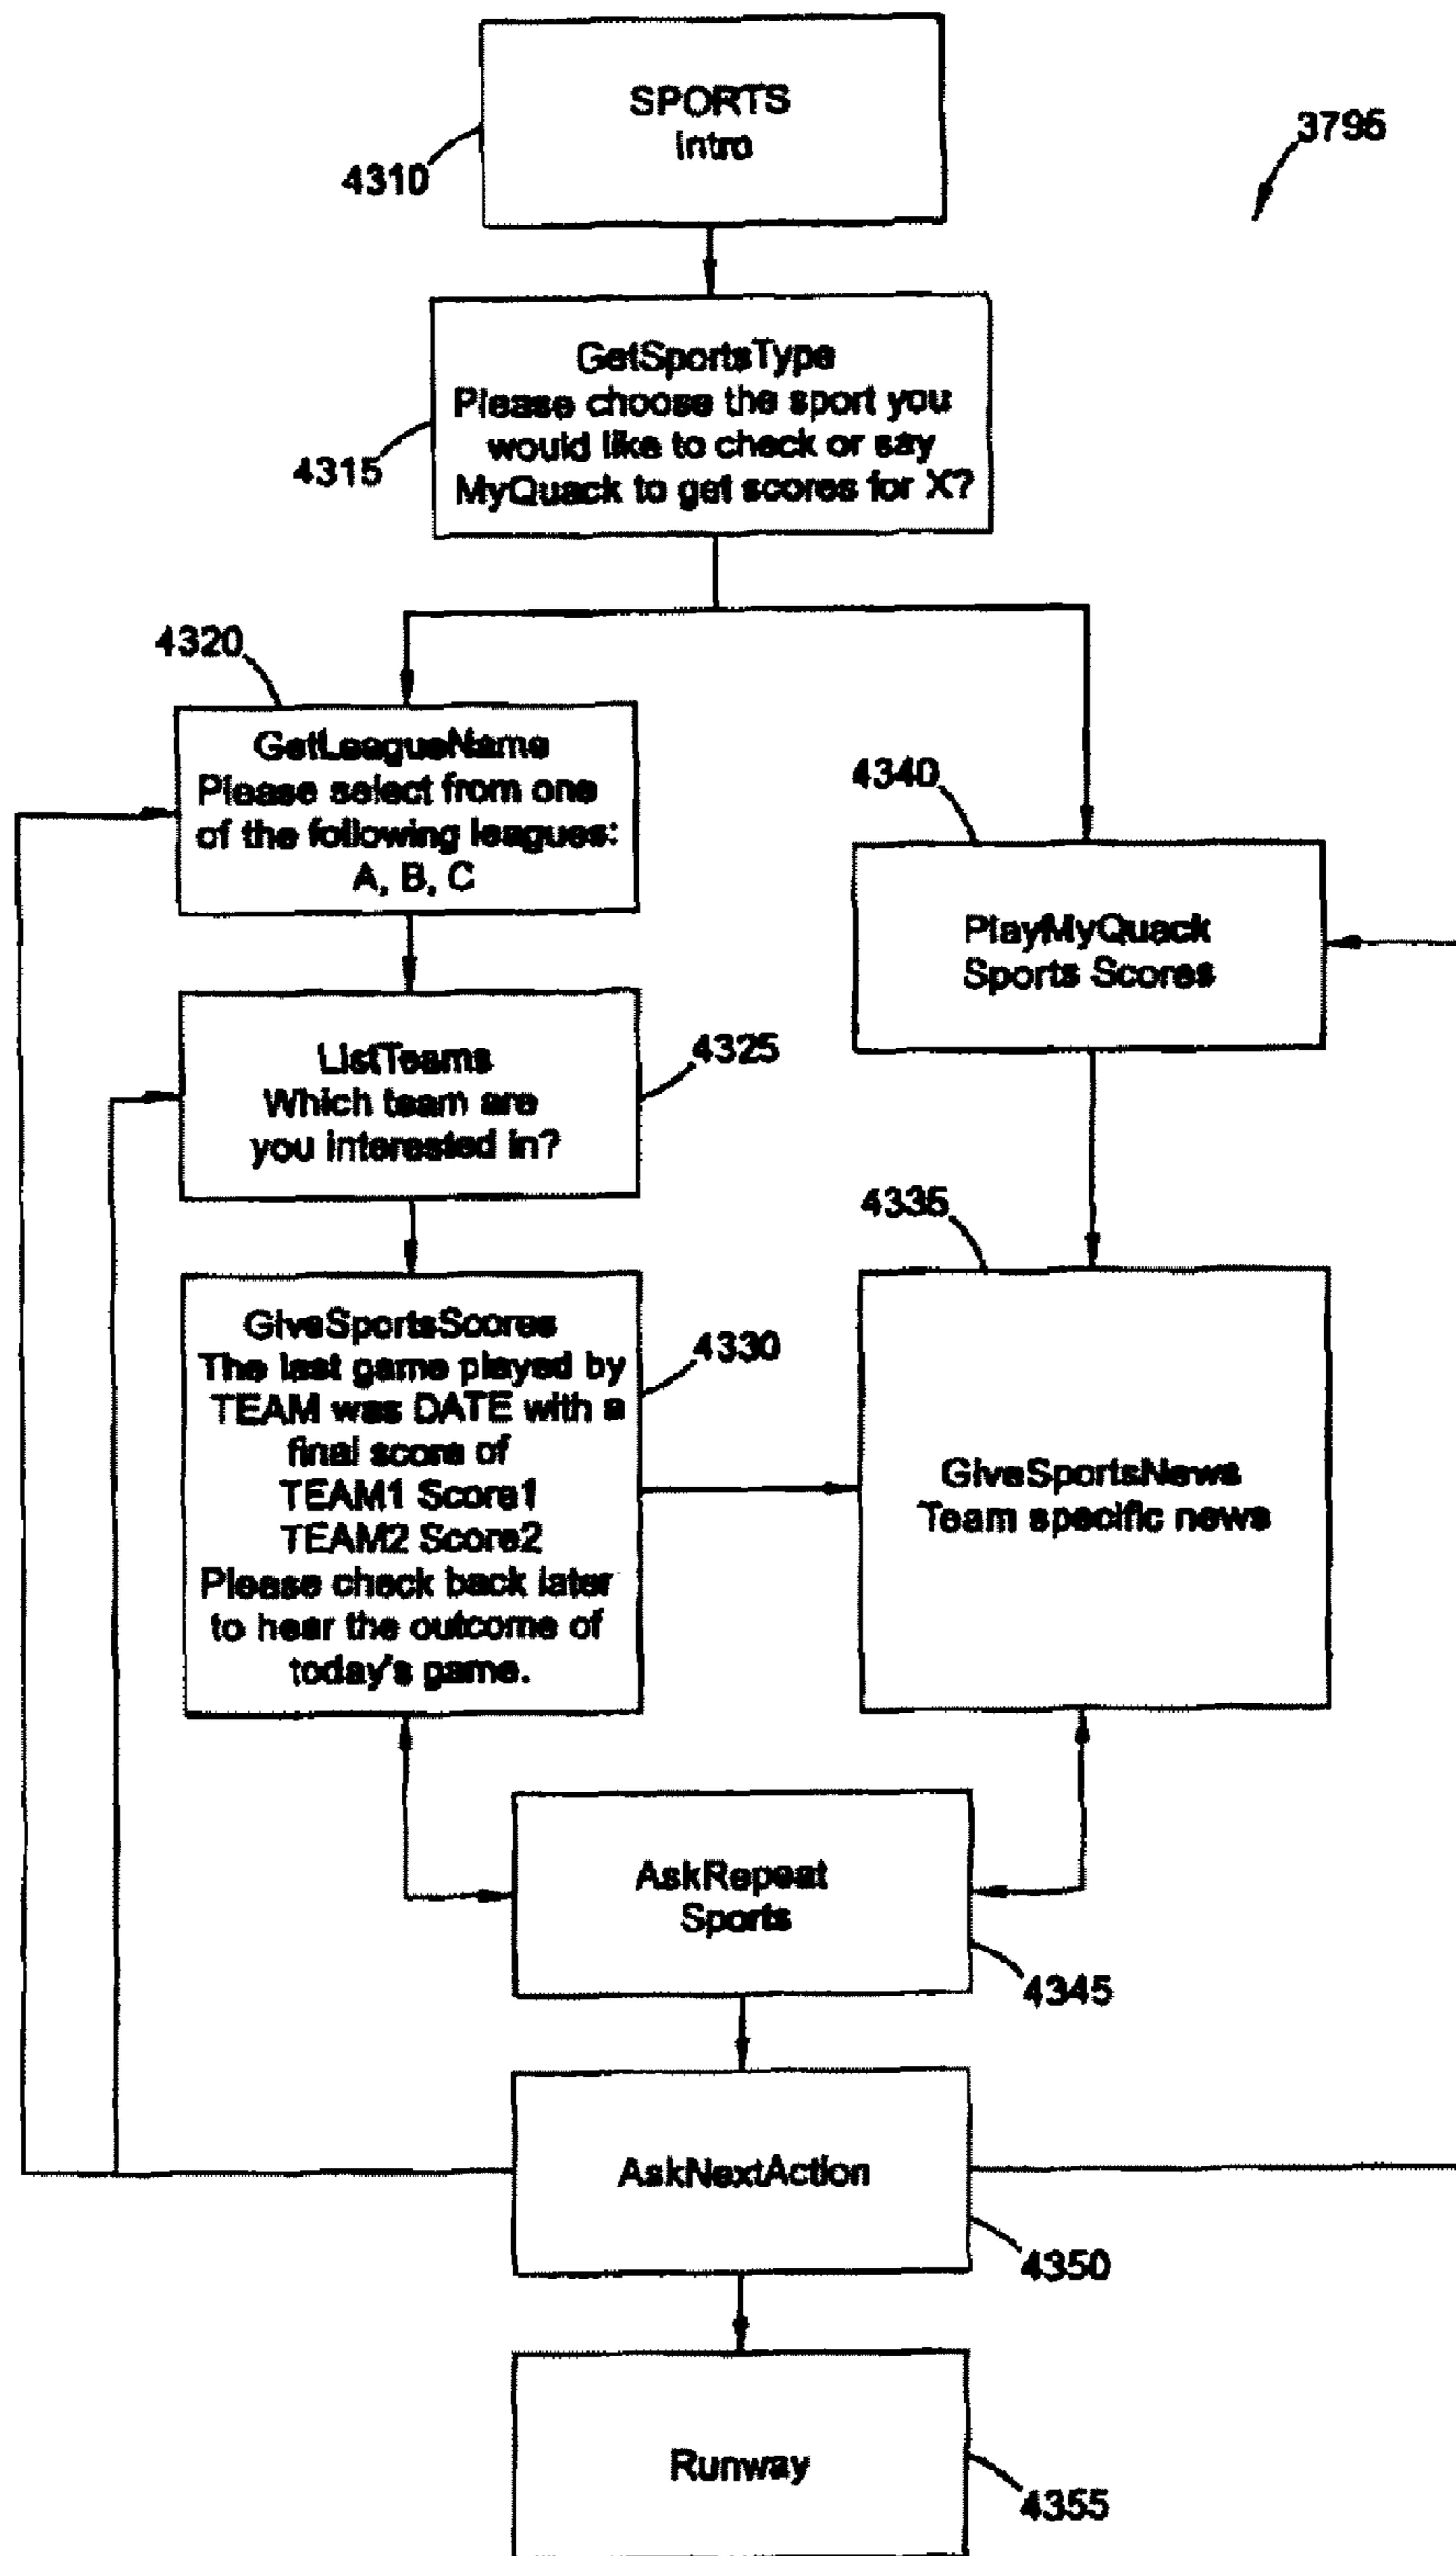 SPORTS
Intro
4310
3795
GetSportsType
Please choose the sport you
would like to check or say
MyQuack to get scores for X?
4315
4320
GetLeagueName
Please select from one
of the following leagues:
A, B, C
4340
PlayMyQuack
Sports Scores
ListTeams
Which team are
you interested in?
4325
4335
GiveSportsScores
The last game played by
TEAM was DATE with a
final score of
TEAM1 Score1
TEAM2 Score2
Please check back later
to hear the outcome of
today's game.
4330
GiveSportsNews
Team specific news
AskRepeat
Sports
4345
AskNextAction
4350
Runway
4355